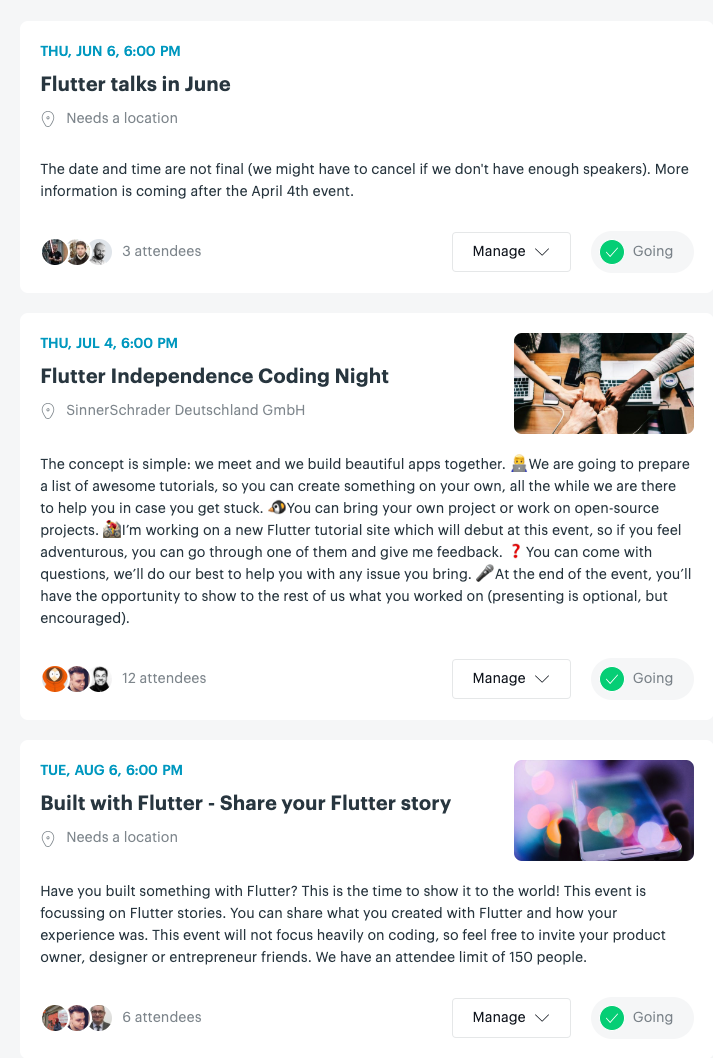 THU, JUN 6, 6:00 PM
Flutter talks in June
Needs a location
The date and time are not final (we might have to cancel if we don't have enough speakers). More
information is coming after the April 4th event.
3 attendees
Manage
Going
THU, JUL 4, 6:00 PM
Flutter Independence Coding Night
SinnerSchrader Deutschland GmbH
The concept is simple: we meet and we build beautiful apps together. 👨‍💻We are going to prepare
a list of awesome tutorials, so you can create something on your own, all the while we are there
to help you in case you get stuck. 🐧You can bring your own project or work on open-source
projects. 👩‍🚒I’m working on a new Flutter tutorial site which will debut at this event, so if you feel
adventurous, you can go through one of them and give me feedback. ❓ You can come with
questions, we’ll do our best to help you with any issue you bring. 🎤At the end of the event, you’ll
have the opportunity to show to the rest of us what you worked on (presenting is optional, but
encouraged).
12 attendees
Manage
Going
TUE, AUG 6, 6:00 PM
Built with Flutter - Share your Flutter story
Needs a location
Have you built something with Flutter? This is the time to show it to the world! This event is
focussing on Flutter stories. You can share what you created with Flutter and how your
experience was. This event will not focus heavily on coding, so feel free to invite your product
owner, designer or entrepreneur friends. We have an attendee limit of 150 people.
6 attendees
Manage
Going